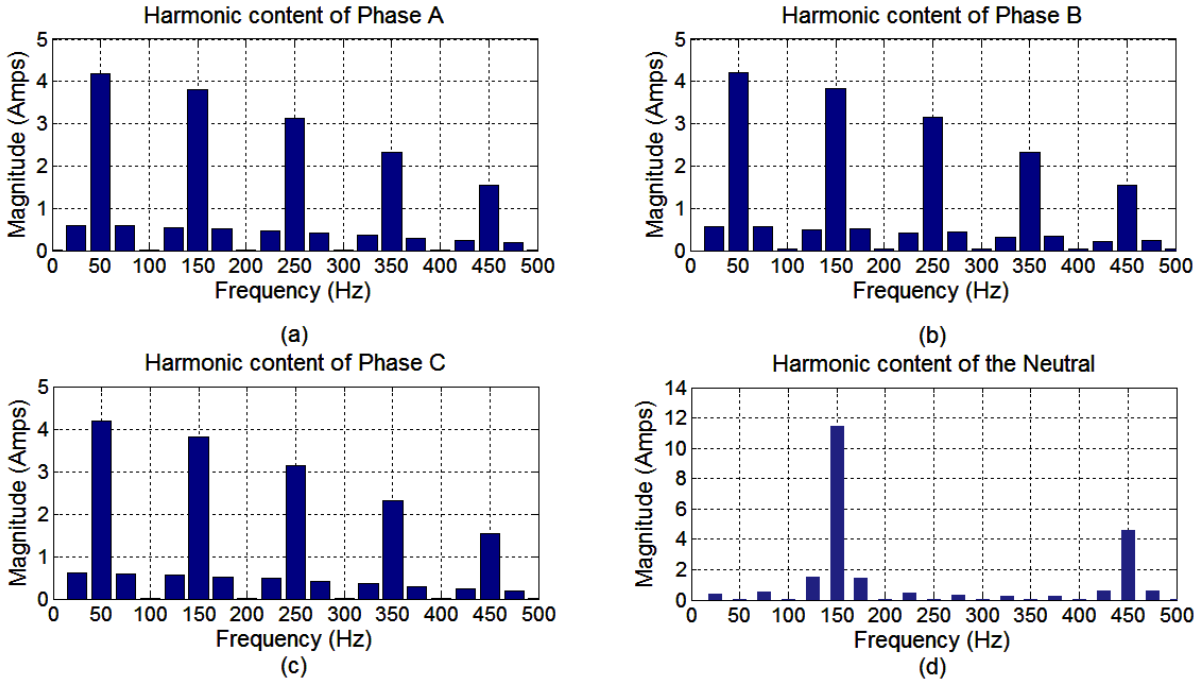 Harmonic content of Phase A
5
4
3
2
1
0
Magnitude (Amps)
0 50 100 150 200 250 300 350 400 450 500
Frequency (Hz)
(a)
Harmonic content of Phase B
5
4
3
2
1
0
Magnitude (Amps)
0 50 100 150 200 250 300 350 400 450 500
Frequency (Hz)
(b)
Harmonic content of Phase C
5
4
3
2
1
0
Magnitude (Amps)
0 50 100 150 200 250 300 350 400 450 500
Frequency (Hz)
(c)
Harmonic content of the Neutral
14
12
10
8
6
4
2
0
Magnitude (Amps)
0 50 100 150 200 250 300 350 400 450 500
Frequency (Hz)
(d)